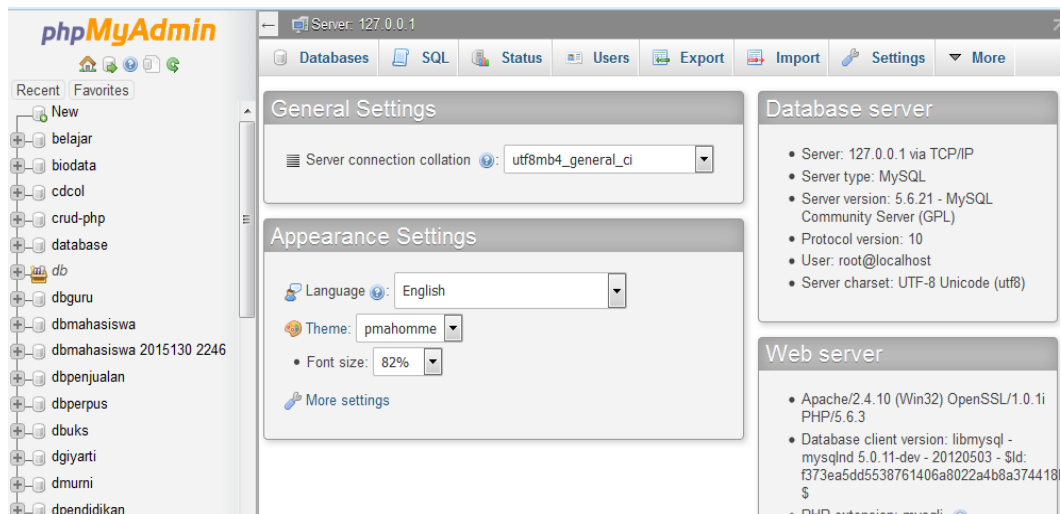 phpMyAdmin
Recent Favorites
New
belajar
biodata
cdcol
crud-php
database
db
dbguru
dbmahasiswa
dbmahasiswa 2015130 2246
dbpenjualan
dbperpus
dbuks
dgiyarti
dmurni
dpendidikan
Server: 127.0.0.1
Databases SQL Status Users Export Import Settings More
General Settings
Server connection collation : utf8mb4_general_ci
Appearance Settings
Language : English
Theme: pmahomme
• Font size: 82%
More settings
Database server
• Server: 127.0.0.1 via TCP/IP
• Server type: MySQL
• Server version: 5.6.21 - MySQL
Community Server (GPL)
• Protocol version: 10
• User: root@localhost
• Server charset: UTF-8 Unicode (utf8)
Web server
• Apache/2.4.10 (Win32) OpenSSL/1.0.1i
PHP/5.6.3
• Database client version: libmysql -
mysqlnd 5.0.11-dev - 20120503 - $Id:
f373ea5dd5538761406a8022a4b8a374418
$
• PHP extension: mysqli